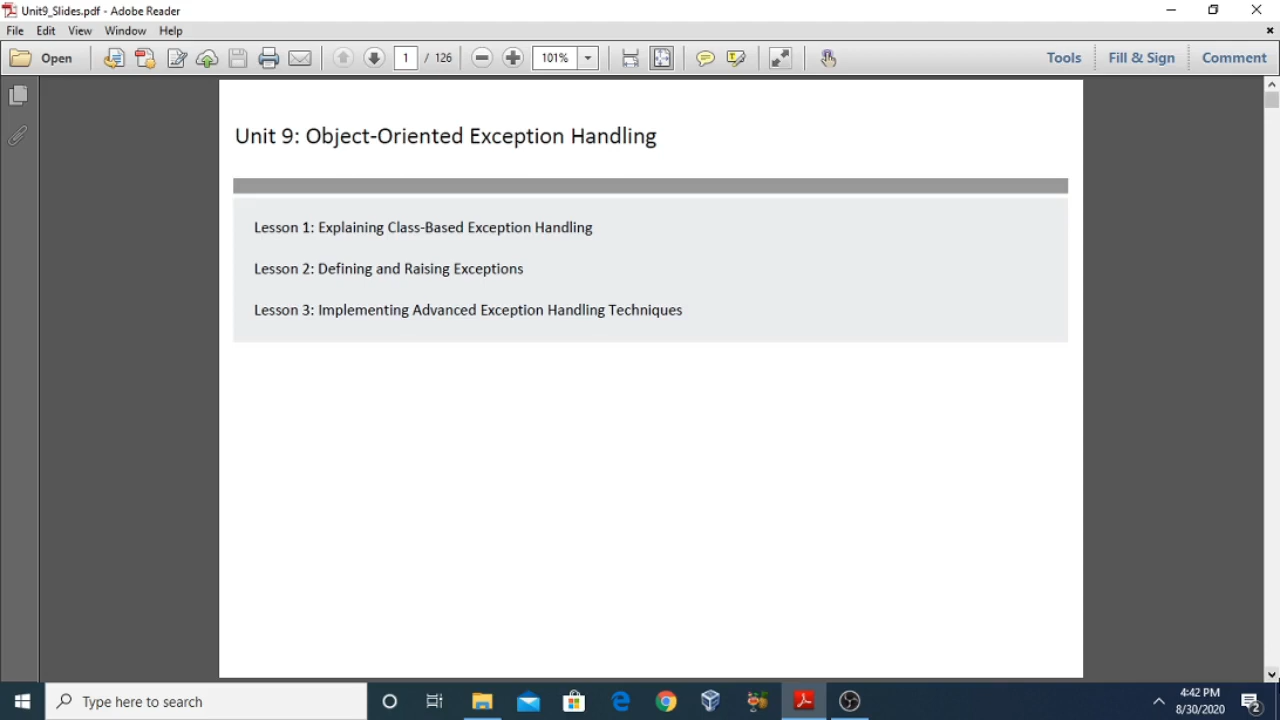 Unit9_Slides.pdf - Adobe Reader
File Edit View Window Help
Open 1 / 126 101% Tools Fill & Sign Comment
Unit 9: Object-Oriented Exception Handling
Lesson 1: Explaining Class-Based Exception Handling
Lesson 2: Defining and Raising Exceptions
Lesson 3: Implementing Advanced Exception Handling Techniques
Type here to search
4:42 PM
8/30/2020
2